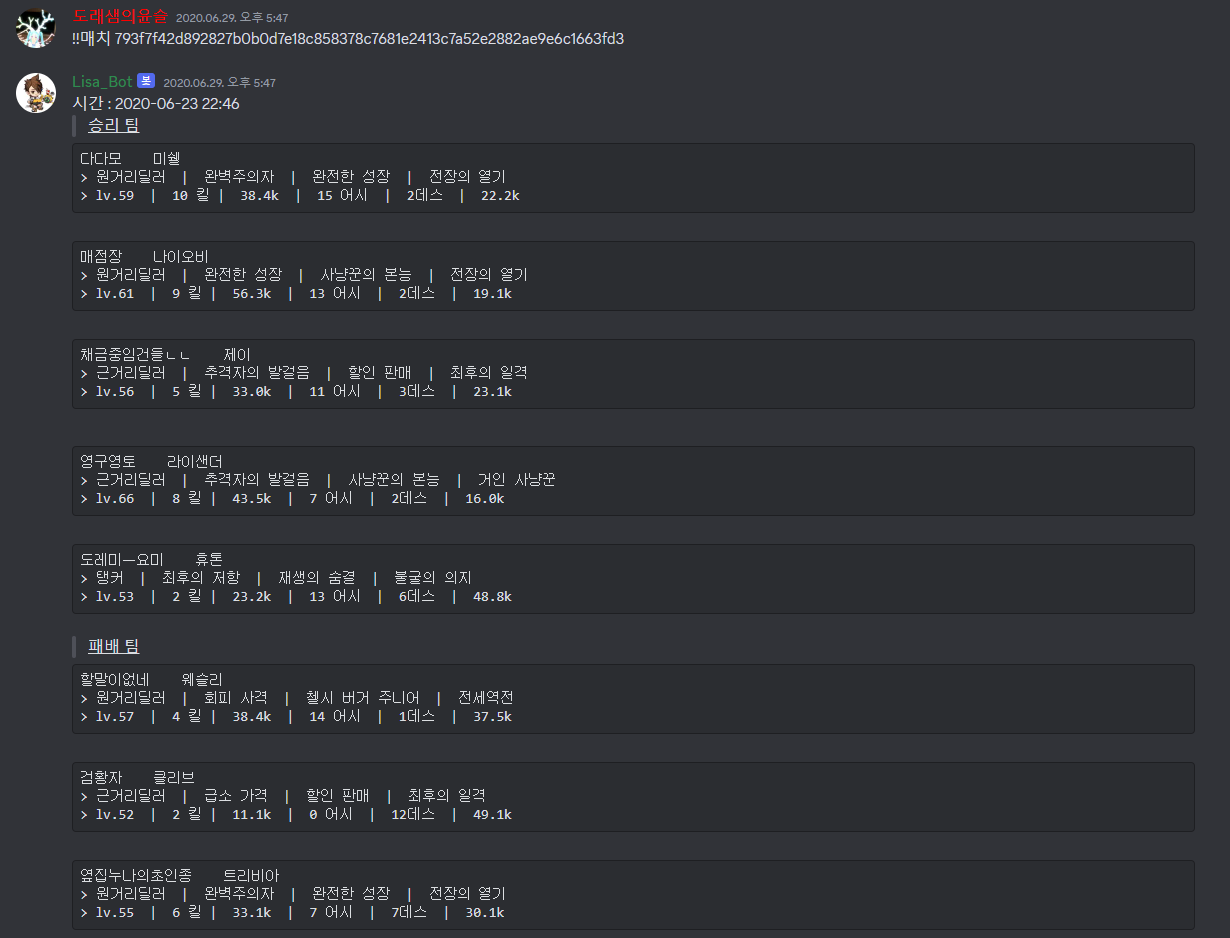 도래샘의윤슬 2020.06.29. 오후 5:47
!!매치 793f7f42d892827b0b0d7e18c858378c7681e2413c7a52e2882ae9e6c1663fd3
Lisa_Bot 봇 2020.06.29. 오후 5:47
시간 : 2020-06-23 22:46
승리 팀
다다모 미쉘
> 원거리딜러 | 완벽주의자 | 완전한 성장 | 전장의 열기
> lv.59 | 10 킬 | 38.4k | 15 어시 | 2데스 | 22.2k
매점장 나이오비
> 원거리딜러 | 완전한 성장 | 사냥꾼의 본능 | 전장의 열기
> lv.61 | 9 킬 | 56.3k | 13 어시 | 2데스 | 19.1k
채금중임건들ㄴㄴ 제이
> 근거리딜러 | 추격자의 발걸음 | 할인 판매 | 최후의 일격
> lv.56 | 5 킬 | 33.0k | 11 어시 | 3데스 | 23.1k
영구영토 라이샌더
> 근거리딜러 | 추격자의 발걸음 | 사냥꾼의 본능 | 거인 사냥꾼
> lv.66 | 8 킬 | 43.5k | 7 어시 | 2데스 | 16.0k
도레미ㅡ요미 휴톤
> 탱커 | 최후의 저항 | 재생의 숨결 | 불굴의 의지
> lv.53 | 2 킬 | 23.2k | 13 어시 | 6데스 | 48.8k
패배 팀
할말이없네 웨슬리
> 원거리딜러 | 회피 사격 | 첼시 버거 주니어 | 전세역전
> lv.57 | 4 킬 | 38.4k | 14 어시 | 1데스 | 37.5k
검황자 클리브
> 근거리딜러 | 급소 가격 | 할인 판매 | 최후의 일격
> lv.52 | 2 킬 | 11.1k | 0 어시 | 12데스 | 49.1k
옆집누나의초인종 트리비아
> 원거리딜러 | 완벽주의자 | 완전한 성장 | 전장의 열기
> lv.55 | 6 킬 | 33.1k | 7 어시 | 7데스 | 30.1k